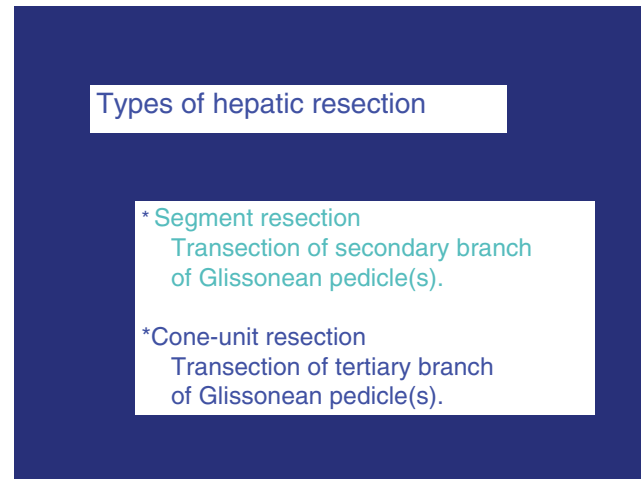 Types of hepatic resection
* Segment resection
Transection of secondary branch
of Glissonean pedicle(s).
*Cone-unit resection
Transection of tertiary branch
of Glissonean pedicle(s).